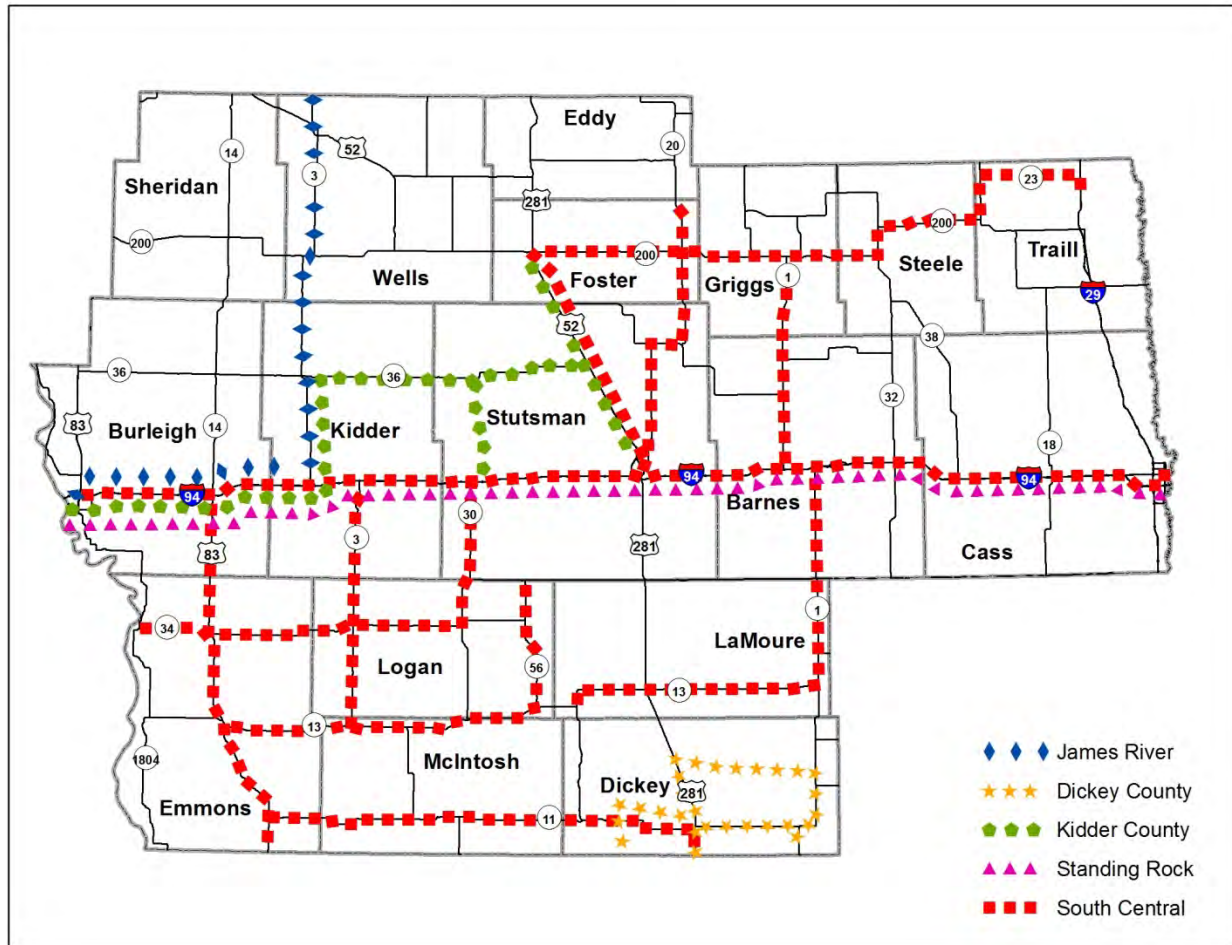 Eddy
20
14
52
3
Sheridan
23
281
200
200
200
Traill
Steele
Wells
Foster
Griggs
1
29
52
38
36
36
83
32
Burleigh
14
Kidder
Stutsman
18
94
94
94
Barnes
30
3
281
83
Cass
34
1
LaMoure
Logan
56
13
13
1804
McIntosh
Dickey
281
Emmons
11
James River
Dickey County
Kidder County
Standing Rock
South Central